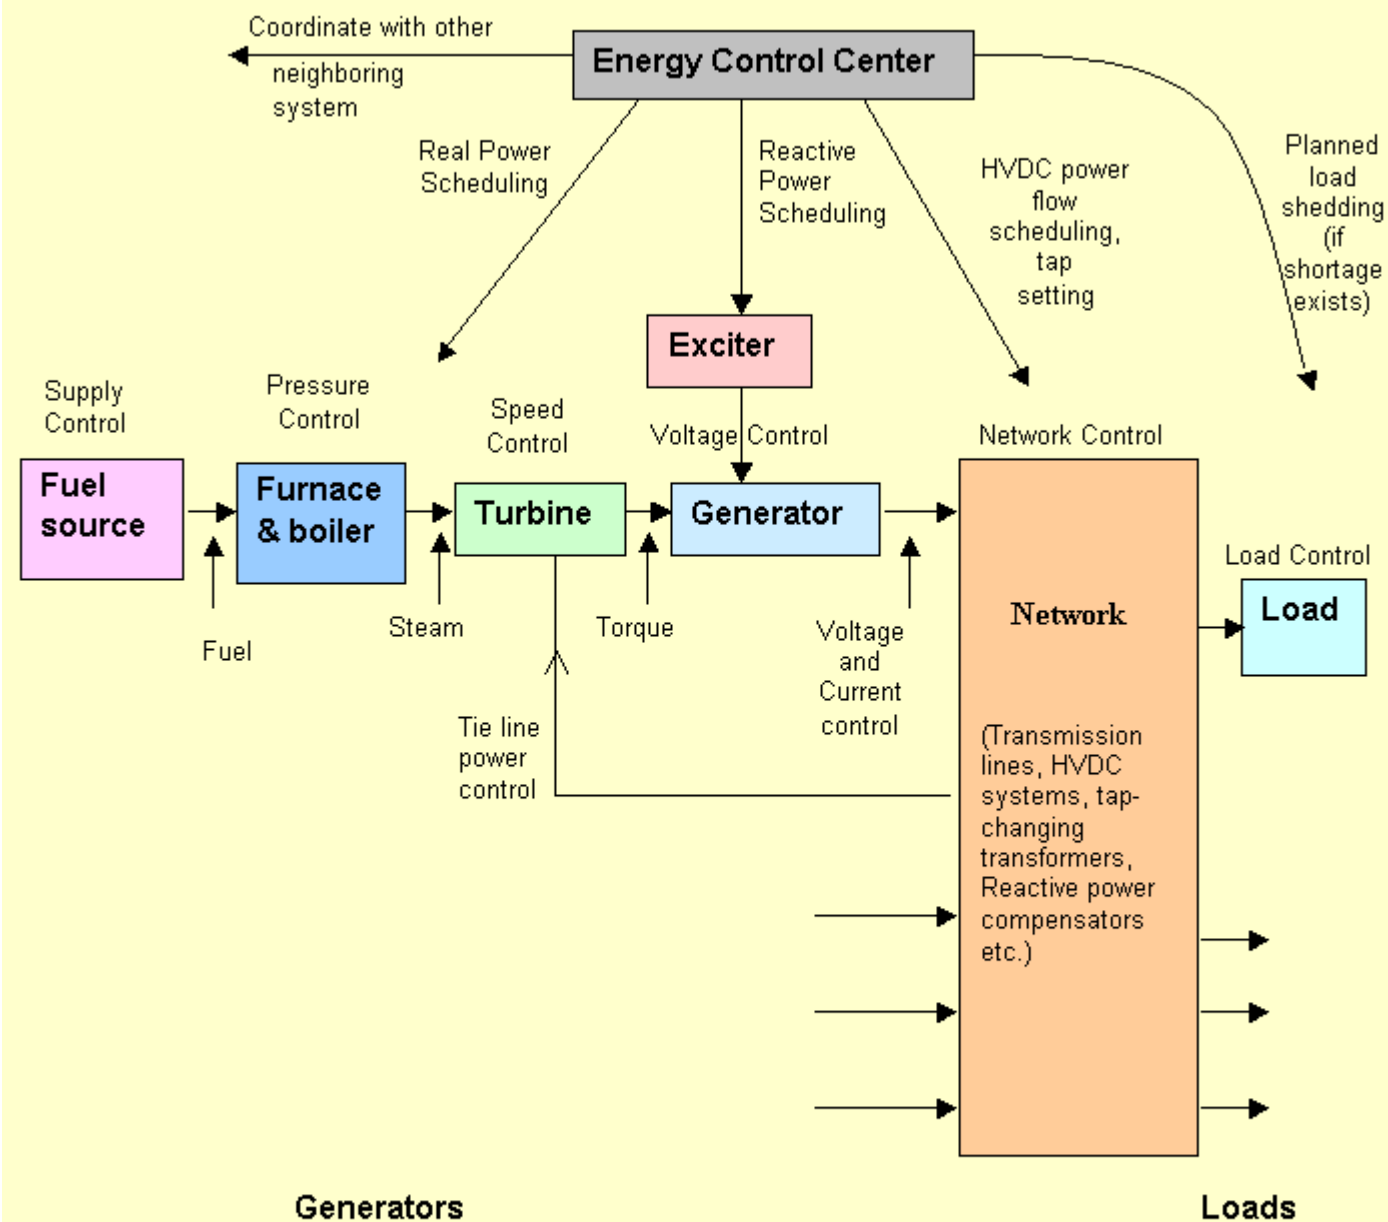 Coordinate with other
neighboring
system
Energy Control Center
Real Power
Scheduling
Reactive
Power
Scheduling
HVDC power
flow
scheduling,
tap
setting
Planned
load
shedding
(if
shortage
exists)
Exciter
Supply
Control
Pressure
Control
Speed
Control
Voltage Control
Network Control
Fuel
source
Furnace
& boiler
Turbine
Generator
Load Control
Load
Fuel
Steam
Torque
Voltage
and
Current
control
Network
Tie line
power
control
(Transmission
lines, HVDC
systems, tap-
changing
transformers,
Reactive power
compensators
etc.)
Generators
Loads